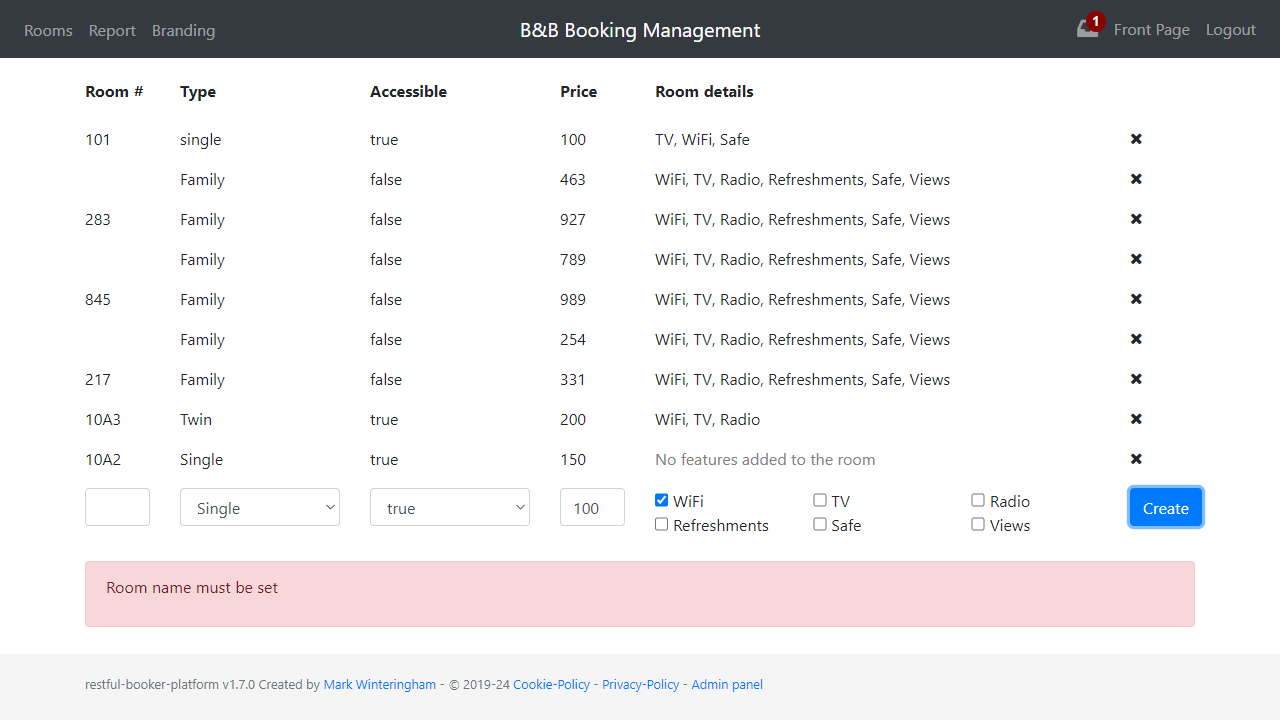 Rooms Report Branding B&B Booking Management 1 Front Page Logout
Room # Type Accessible Price Room details
101 single true 100 TV, WiFi, Safe
Family false 463 WiFi, TV, Radio, Refreshments, Safe, Views
283 Family false 927 WiFi, TV, Radio, Refreshments, Safe, Views
Family false 789 WiFi, TV, Radio, Refreshments, Safe, Views
845 Family false 989 WiFi, TV, Radio, Refreshments, Safe, Views
Family false 254 WiFi, TV, Radio, Refreshments, Safe, Views
217 Family false 331 WiFi, TV, Radio, Refreshments, Safe, Views
10A3 Twin true 200 WiFi, TV, Radio
10A2 Single true 150 No features added to the room
Single true 100 WiFi TV Radio Create
Refreshments Safe Views
Room name must be set
restful-booker-platform v1.7.0 Created by Mark Winteringham - © 2019-24 Cookie-Policy - Privacy-Policy - Admin panel